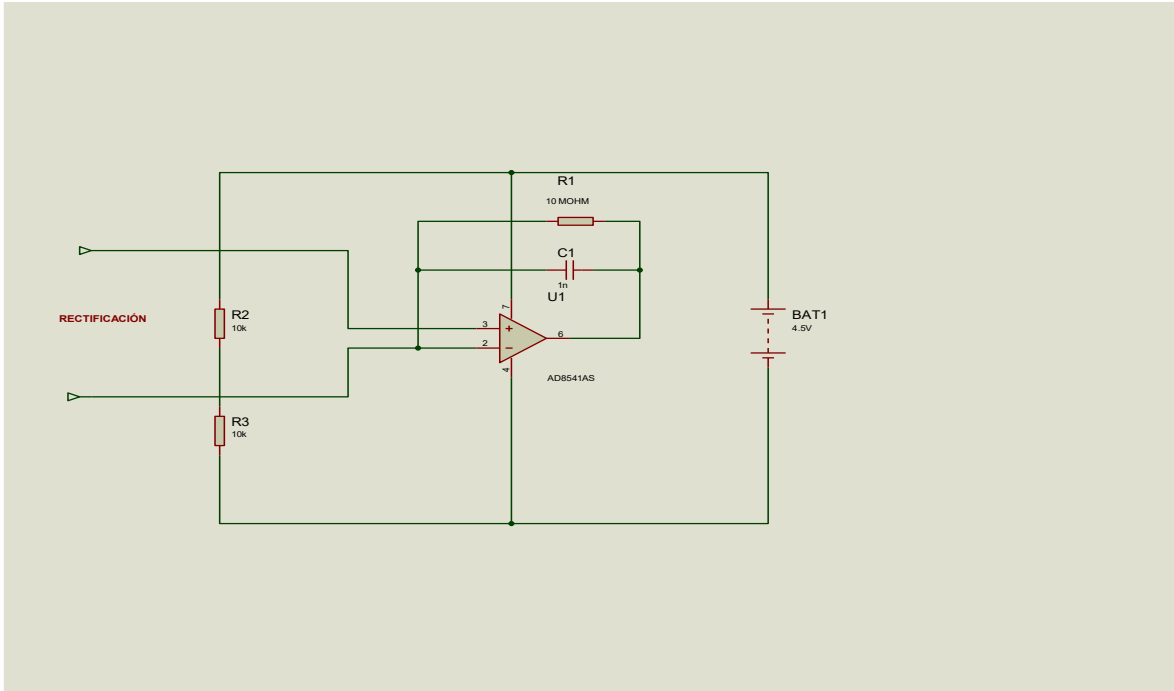 R1
10 MOHM
C1
1n
U1
7
3
+
6
2
−
4
AD8541AS
RECTIFICACIÓN
R2
10k
R3
10k
BAT1
4.5V